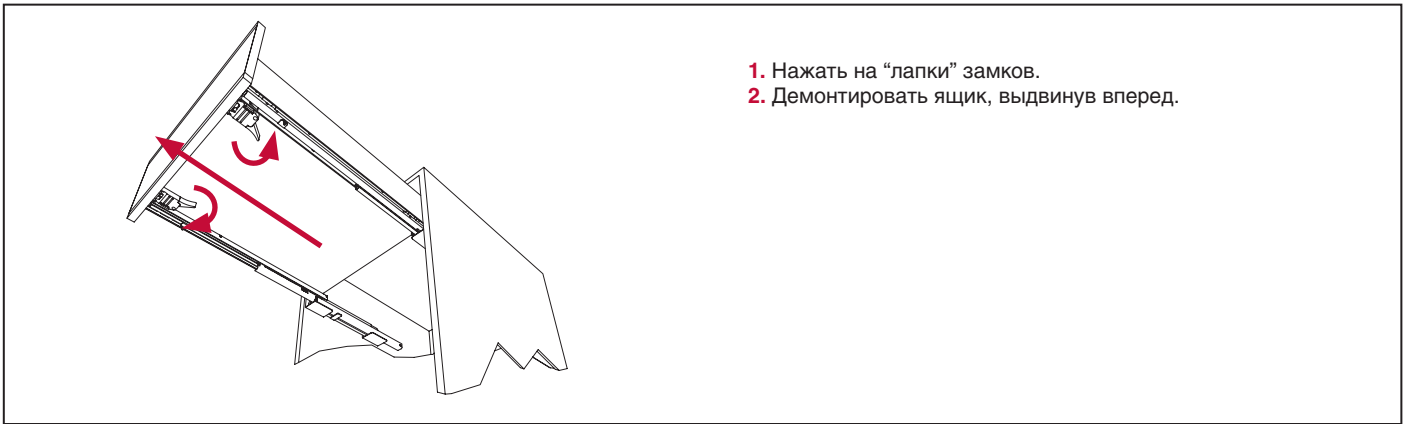 1. Нажать на “лапки” замков.
2. Демонтировать ящик, выдвинув вперед.